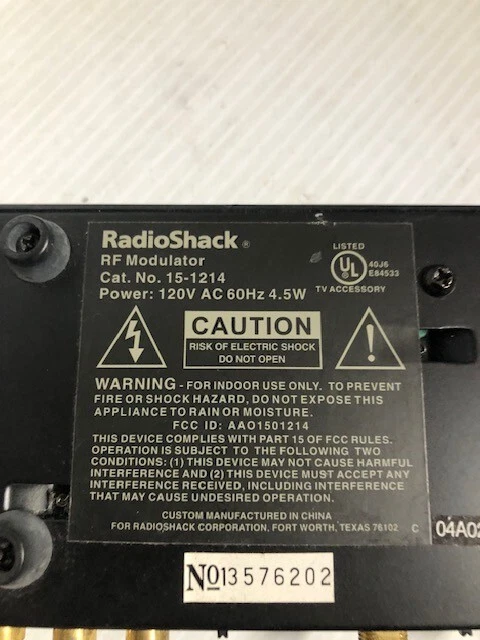 RadioShack®
RF Modulator
Cat. No. 15-1214
Power: 120V AC 60Hz 4.5W
LISTED
UL
40J6
E84533
TV ACCESSORY
CAUTION
RISK OF ELECTRIC SHOCK
DO NOT OPEN
WARNING - FOR INDOOR USE ONLY. TO PREVENT
FIRE OR SHOCK HAZARD, DO NOT EXPOSE THIS
APPLIANCE TO RAIN OR MOISTURE.
FCC ID: AAO1501214
THIS DEVICE COMPLIES WITH PART 15 OF FCC RULES.
OPERATION IS SUBJECT TO THE FOLLOWING TWO
CONDITIONS: (1) THIS DEVICE MAY NOT CAUSE HARMFUL
INTERFERENCE AND (2) THIS DEVICE MUST ACCEPT ANY
INTERFERENCE RECEIVED, INCLUDING INTERFERENCE
THAT MAY CAUSE UNDESIRED OPERATION.
CUSTOM MANUFACTURED IN CHINA
FOR RADIOSHACK CORPORATION, FORT WORTH, TEXAS 76102 C
04A02
No13576202